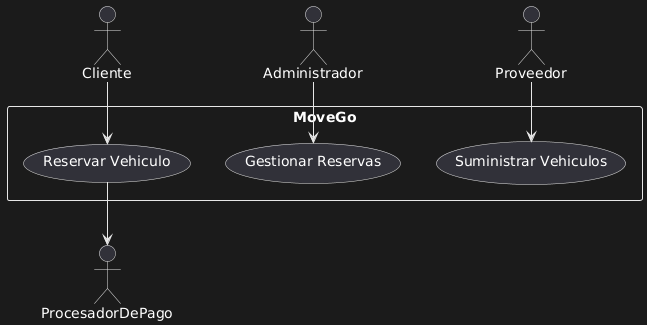 Cliente
Administrador
Proveedor
MoveGo
Reservar Vehiculo
Gestionar Reservas
Suministrar Vehiculos
ProcesadorDePago